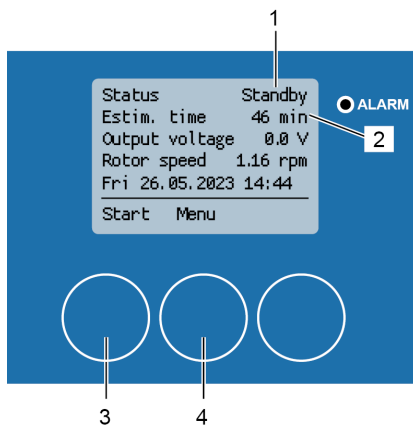 1
Status Standby
ALARM
Estim. time 46 min
2
Output voltage 0.0 V
Rotor speed 1.16 rpm
Fri 26.05.2023 14:44
Start Menu
3 4